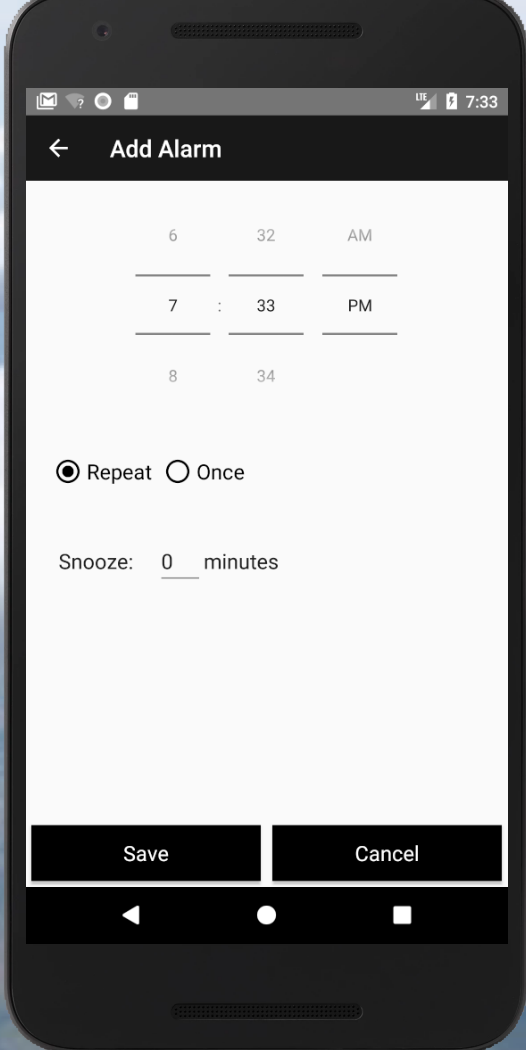 LTE 7:33
Add Alarm
6 32 AM
7 : 33 PM
8 34
Repeat Once
Snooze: 0 minutes
Save Cancel